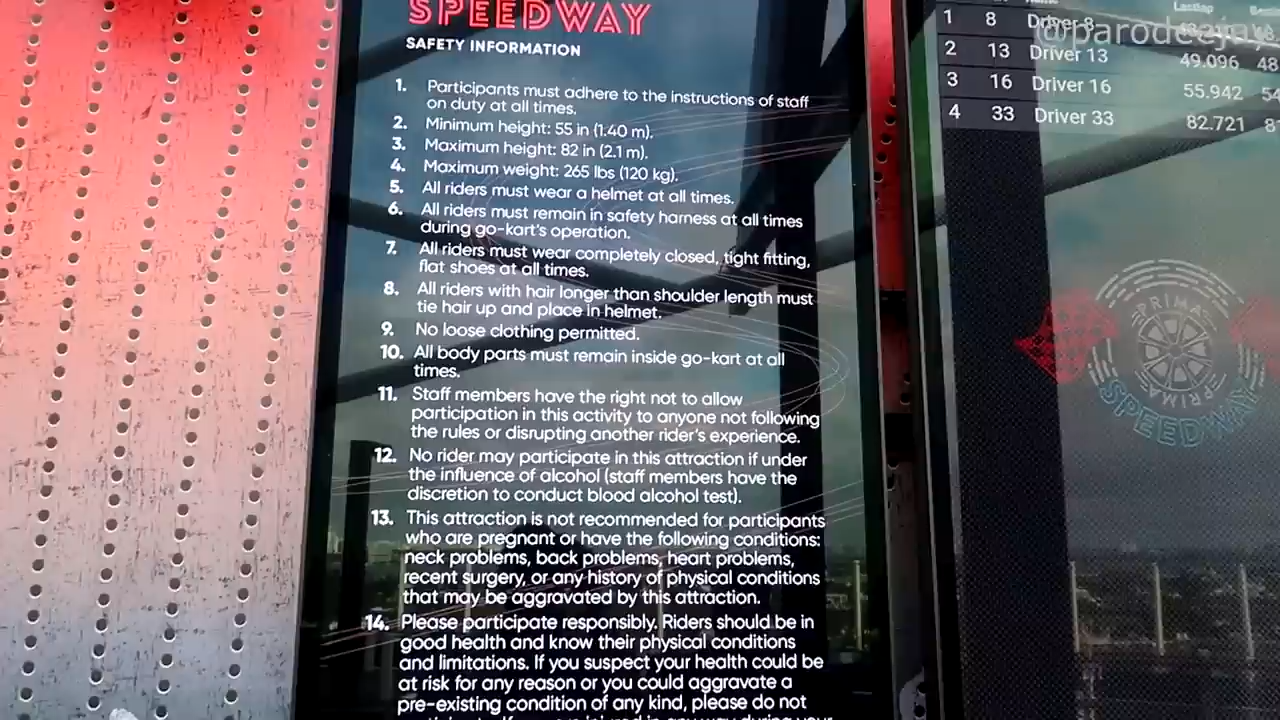 SPEEDWAY
SAFETY INFORMATION
1. Participants must adhere to the instructions of staff
on duty at all times.
2. Minimum height: 55 in (1.40 m).
3. Maximum height: 82 in (2.1 m).
4. Maximum weight: 265 lbs (120 kg).
5. All riders must wear a helmet at all times.
6. All riders must remain in safety harness at all times
during go-kart's operation.
7. All riders must wear completely closed, tight fitting,
flat shoes at all times.
8. All riders with hair longer than shoulder length must
tie hair up and place in helmet.
9. No loose clothing permitted.
10. All body parts must remain inside go-kart at all
times.
11. Staff members have the right not to allow
participation in this activity to anyone not following
the rules or disrupting another rider's experience.
12. No rider may participate in this attraction if under
the influence of alcohol (staff members have the
discretion to conduct blood alcohol test).
13. This attraction is not recommended for participants
who are pregnant or have the following conditions:
neck problems, back problems, heart problems,
recent surgery, or any history of physical conditions
that may be aggravated by this attraction.
14. Please participate responsibly. Riders should be in
good health and know their physical conditions
and limitations. If you suspect your health could be
at risk for any reason or you could aggravate a
pre-existing condition of any kind, please do not
@parodeejay
Lastlap
1 8 Driver 8
2 13 Driver 13 49.096 48
3 16 Driver 16 55.942 54
4 33 Driver 33 82.721
PRIMA
PRIMA
SPEEDWAY